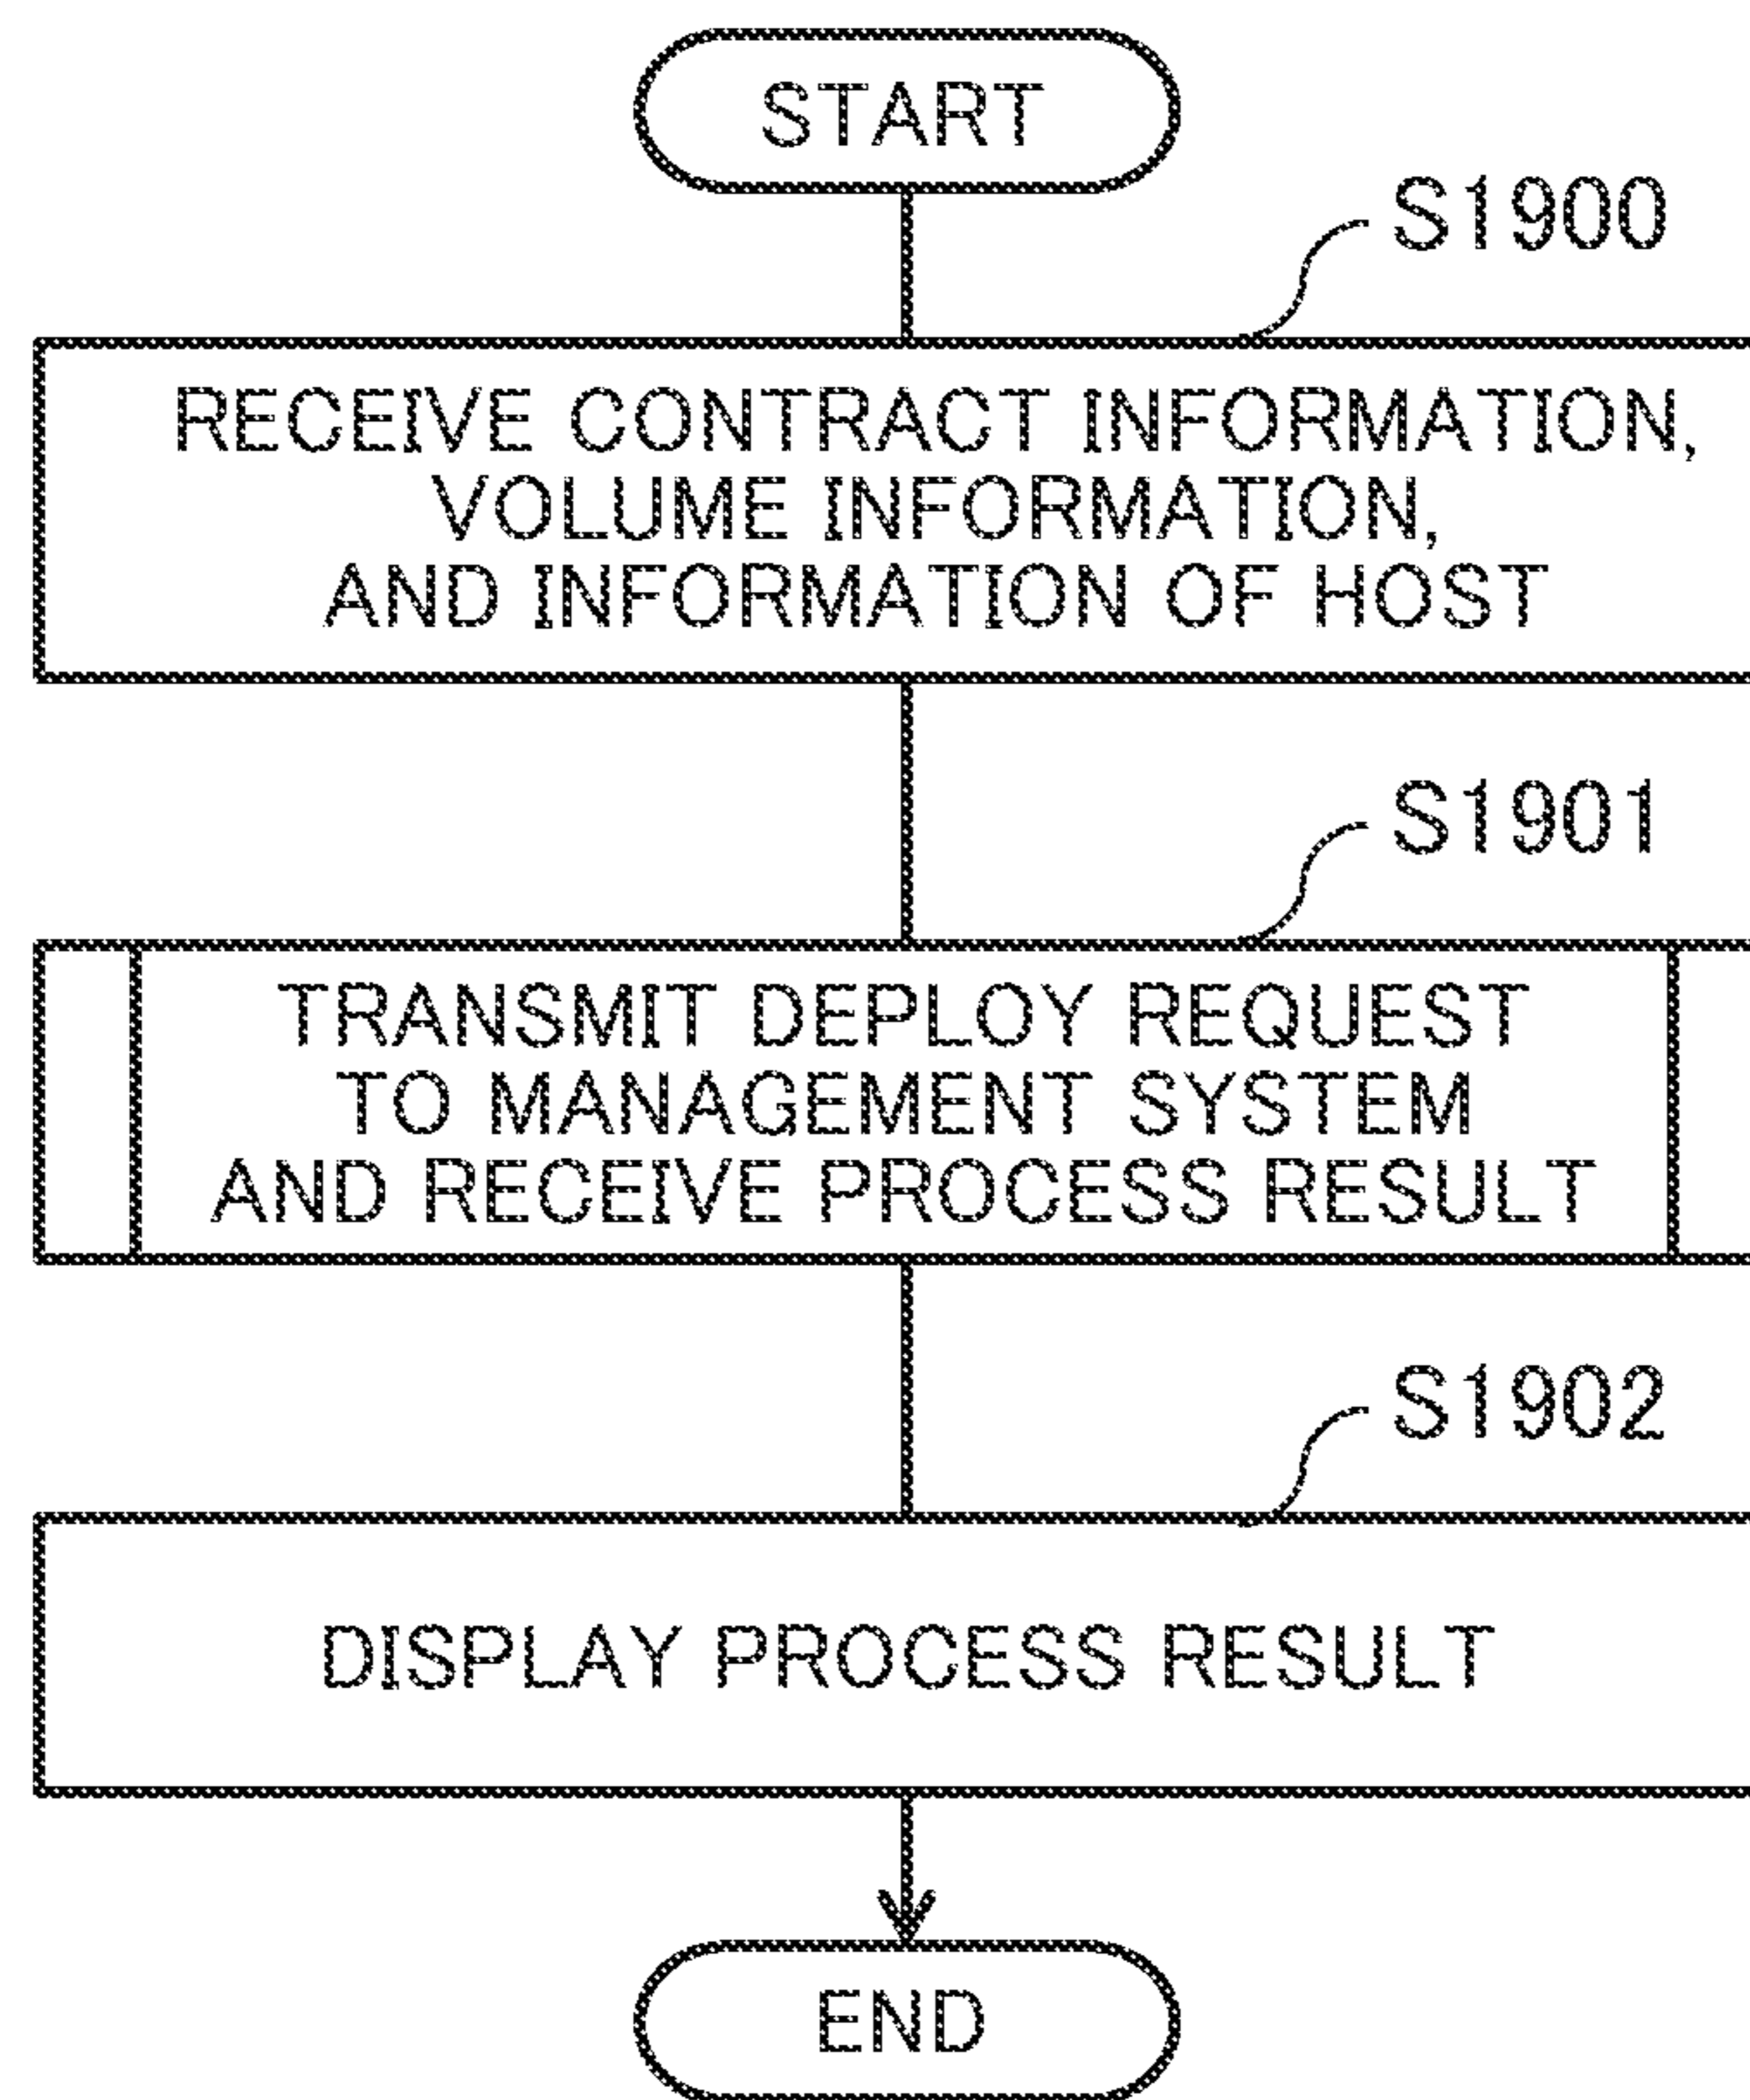 START
S1900
RECEIVE CONTRACT INFORMATION,
VOLUME INFORMATION,
AND INFORMATION OF HOST
S1901
TRANSMIT DEPLOY REQUEST
TO MANAGEMENT SYSTEM
AND RECEIVE PROCESS RESULT
S1902
DISPLAY PROCESS RESULT
END